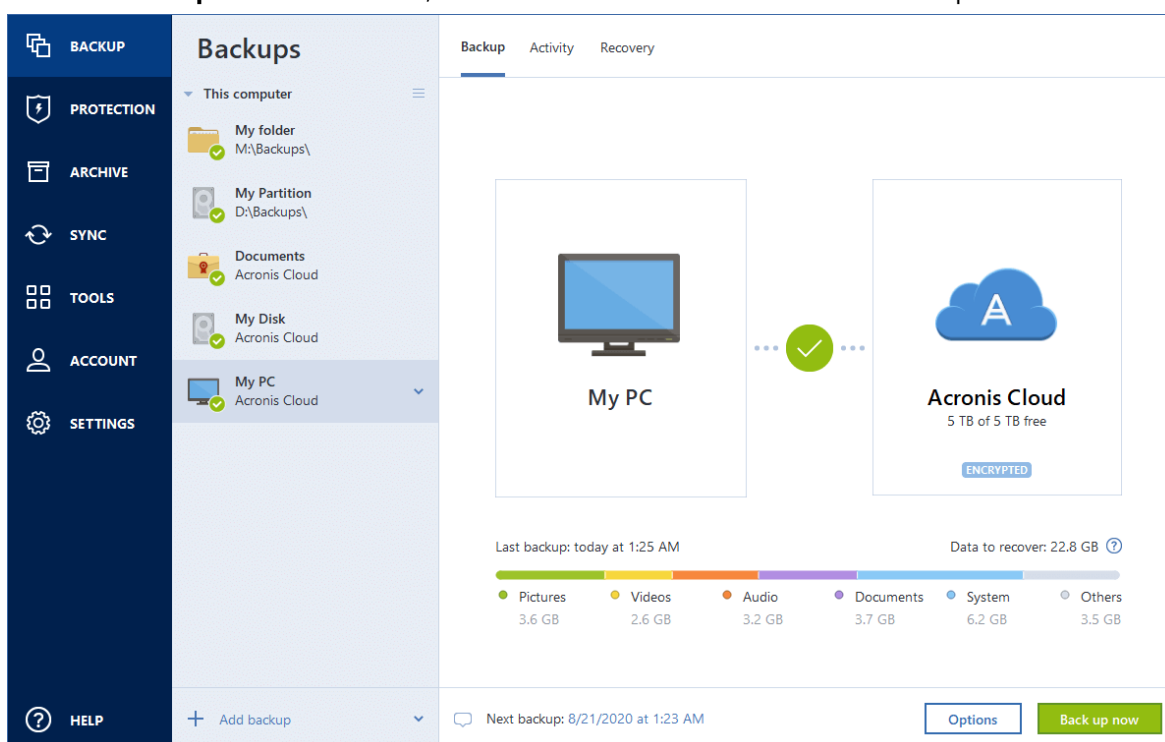 BACKUP
PROTECTION
ARCHIVE
SYNC
TOOLS
ACCOUNT
SETTINGS
HELP
Backups
This computer
My folder
M:\Backups\
My Partition
D:\Backups\
Documents
Acronis Cloud
My Disk
Acronis Cloud
My PC
Acronis Cloud
Add backup
Backup Activity Recovery
My PC
A
Acronis Cloud
5 TB of 5 TB free
ENCRYPTED
Last backup: today at 1:25 AM Data to recover: 22.8 GB ?
Pictures Videos Audio Documents System Others
3.6 GB 2.6 GB 3.2 GB 3.7 GB 6.2 GB 3.5 GB
Next backup: 8/21/2020 at 1:23 AM
Options Back up now